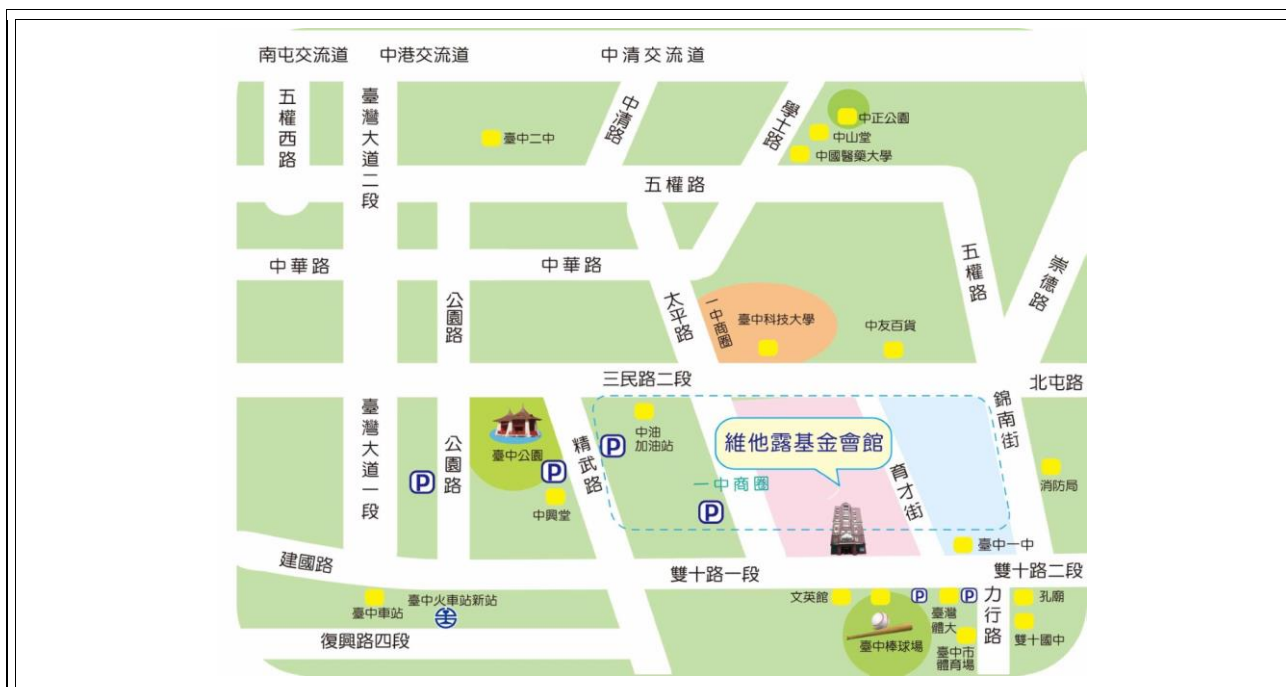 南屯交流道
中港交流道
中清交流道
五權西路
臺灣大道二段
臺中二中
中清路
學士路
中正公園
中山堂
中國醫藥大學
五權路
中華路
中華路
公園路
太平路
一中商圈
臺中科技大學
中友百貨
五權路
崇德路
三民路二段
北屯路
臺灣大道一段
公園路
P
臺中公園
P
中興堂
精武路
P
中油
加油站
維他露基金會館
一中商圈
P
育才街
錦南街
消防局
臺中一中
建國路
雙十路一段
雙十路二段
臺中車站
臺中火車站新站
復興路四段
文英館
臺中棒球場
P
臺灣
體大
P
臺中市
體育場
力行路
孔廟
雙十國中